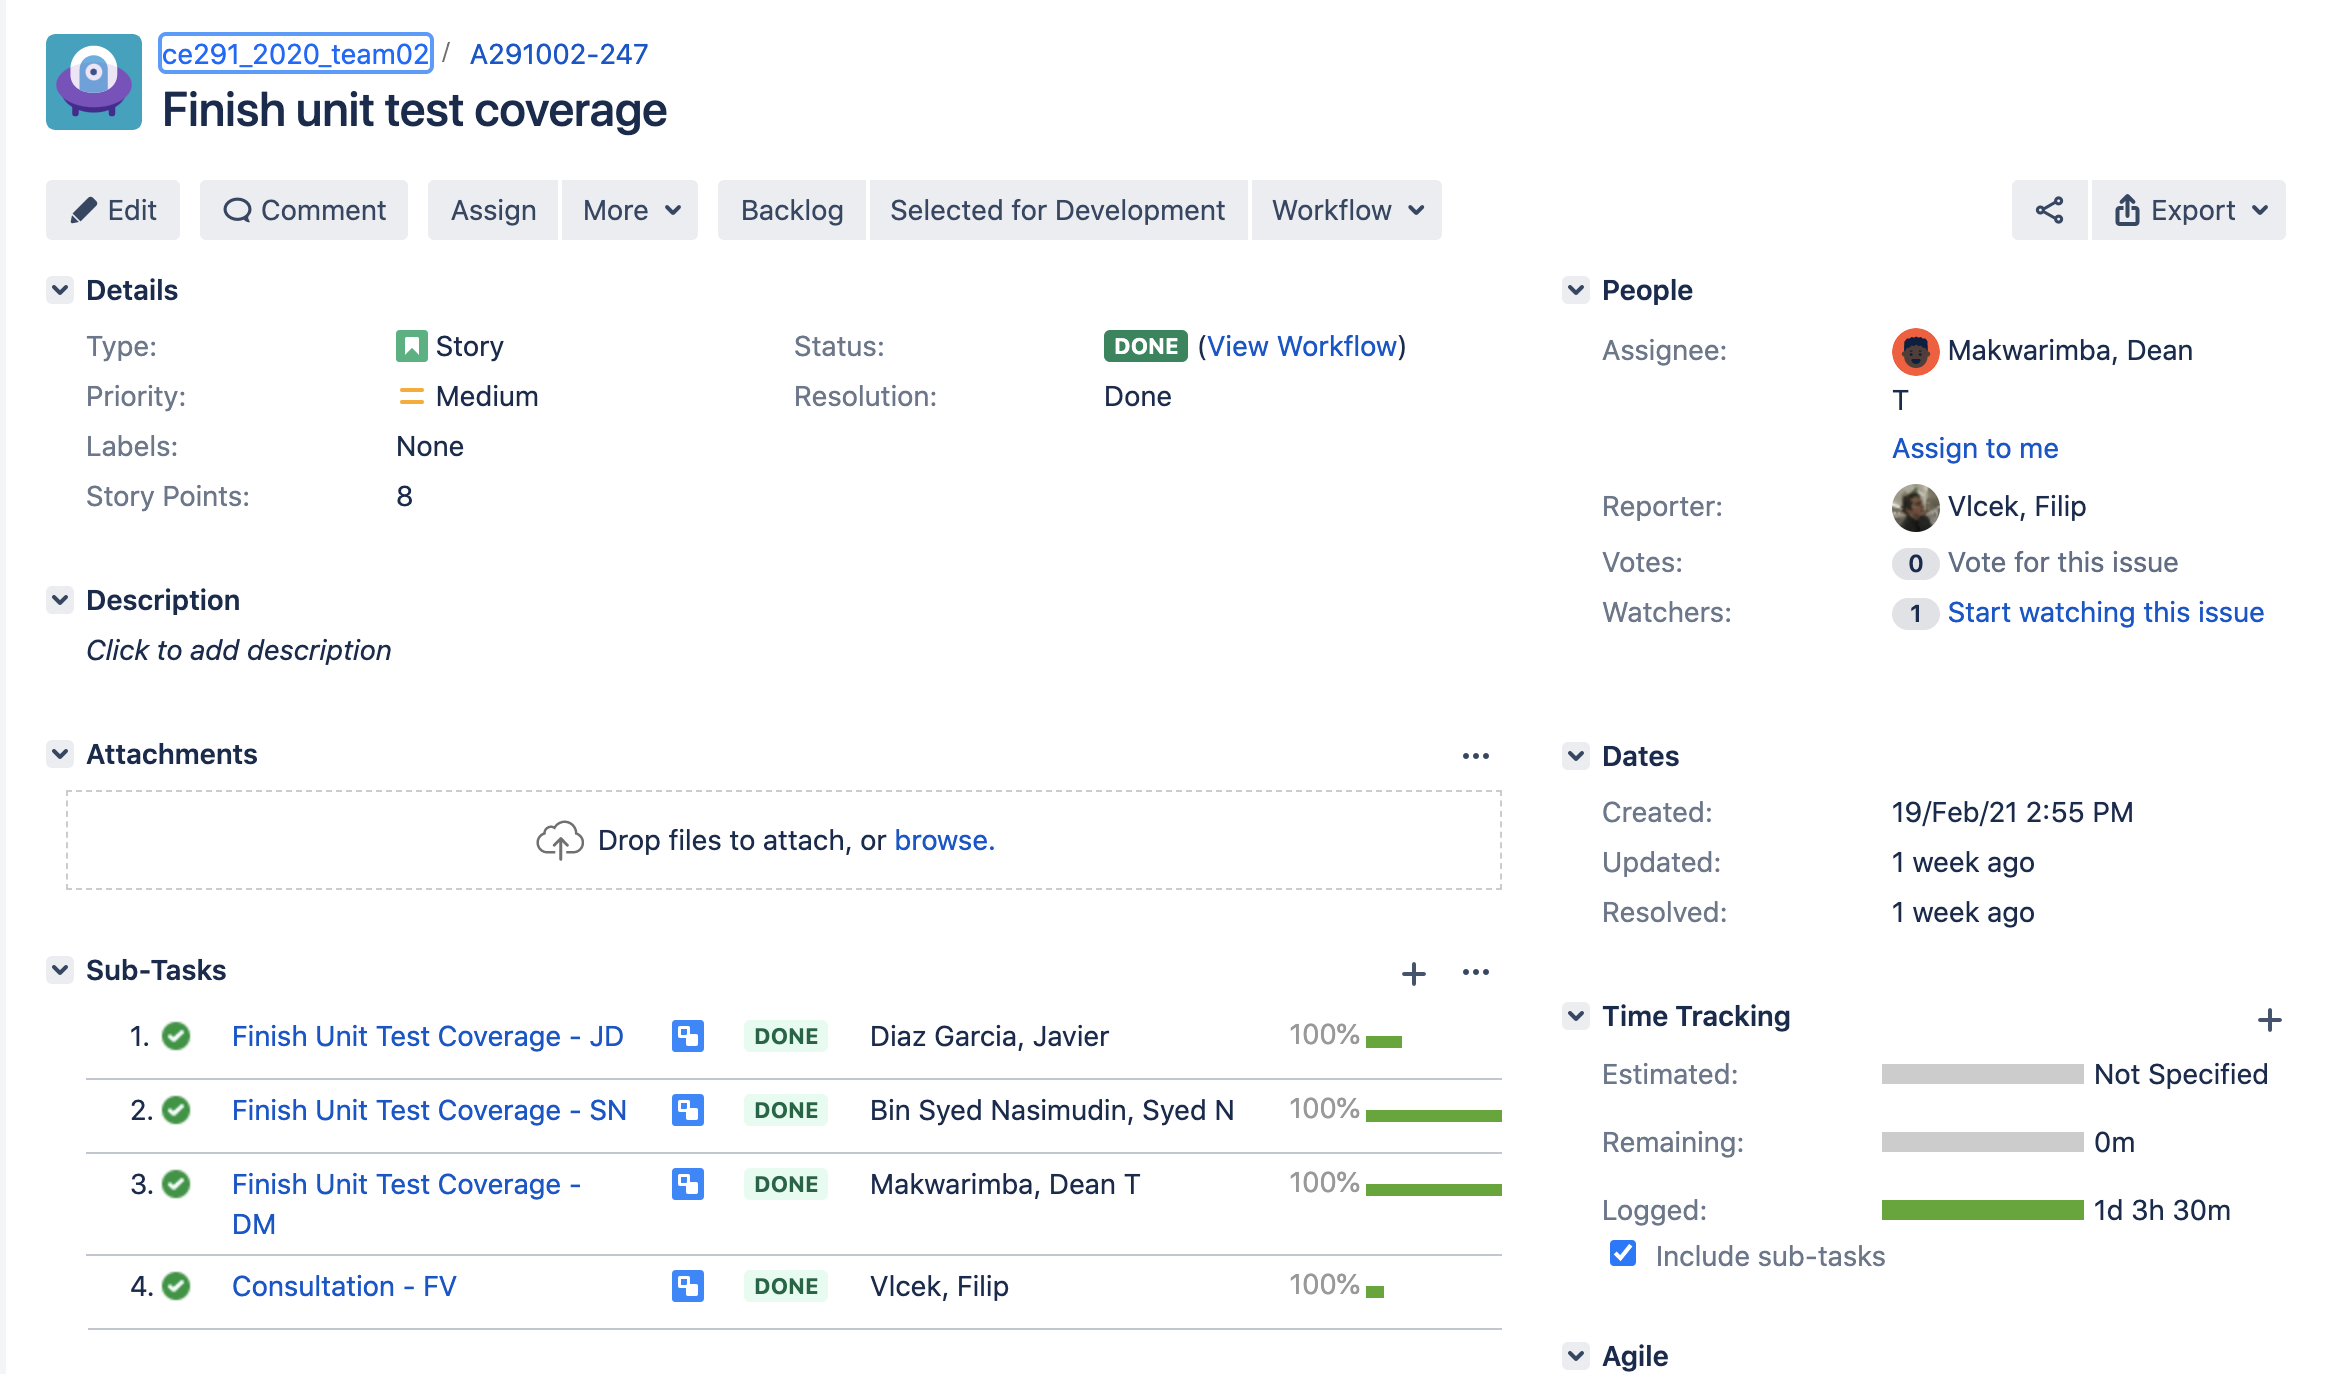 ce291_2020_team02 / A291002-247
Finish unit test coverage
Edit Comment Assign More Backlog Selected for Development Workflow Export
Details
Type: Story Status: DONE (View Workflow)
Priority: Medium Resolution: Done
Labels: None
Story Points: 8
Description
Click to add description
Attachments
Drop files to attach, or browse.
Sub-Tasks
1. Finish Unit Test Coverage - JD DONE Diaz Garcia, Javier 100%
2. Finish Unit Test Coverage - SN DONE Bin Syed Nasimudin, Syed N 100%
3. Finish Unit Test Coverage - DONE Makwarimba, Dean T 100%
DM
4. Consultation - FV DONE Vlcek, Filip 100%
People
Assignee: Makwarimba, Dean
T
Assign to me
Reporter: Vlcek, Filip
Votes: 0 Vote for this issue
Watchers: 1 Start watching this issue
Dates
Created: 19/Feb/21 2:55 PM
Updated: 1 week ago
Resolved: 1 week ago
Time Tracking
Estimated: Not Specified
Remaining: 0m
Logged: 1d 3h 30m
Include sub-tasks
Agile